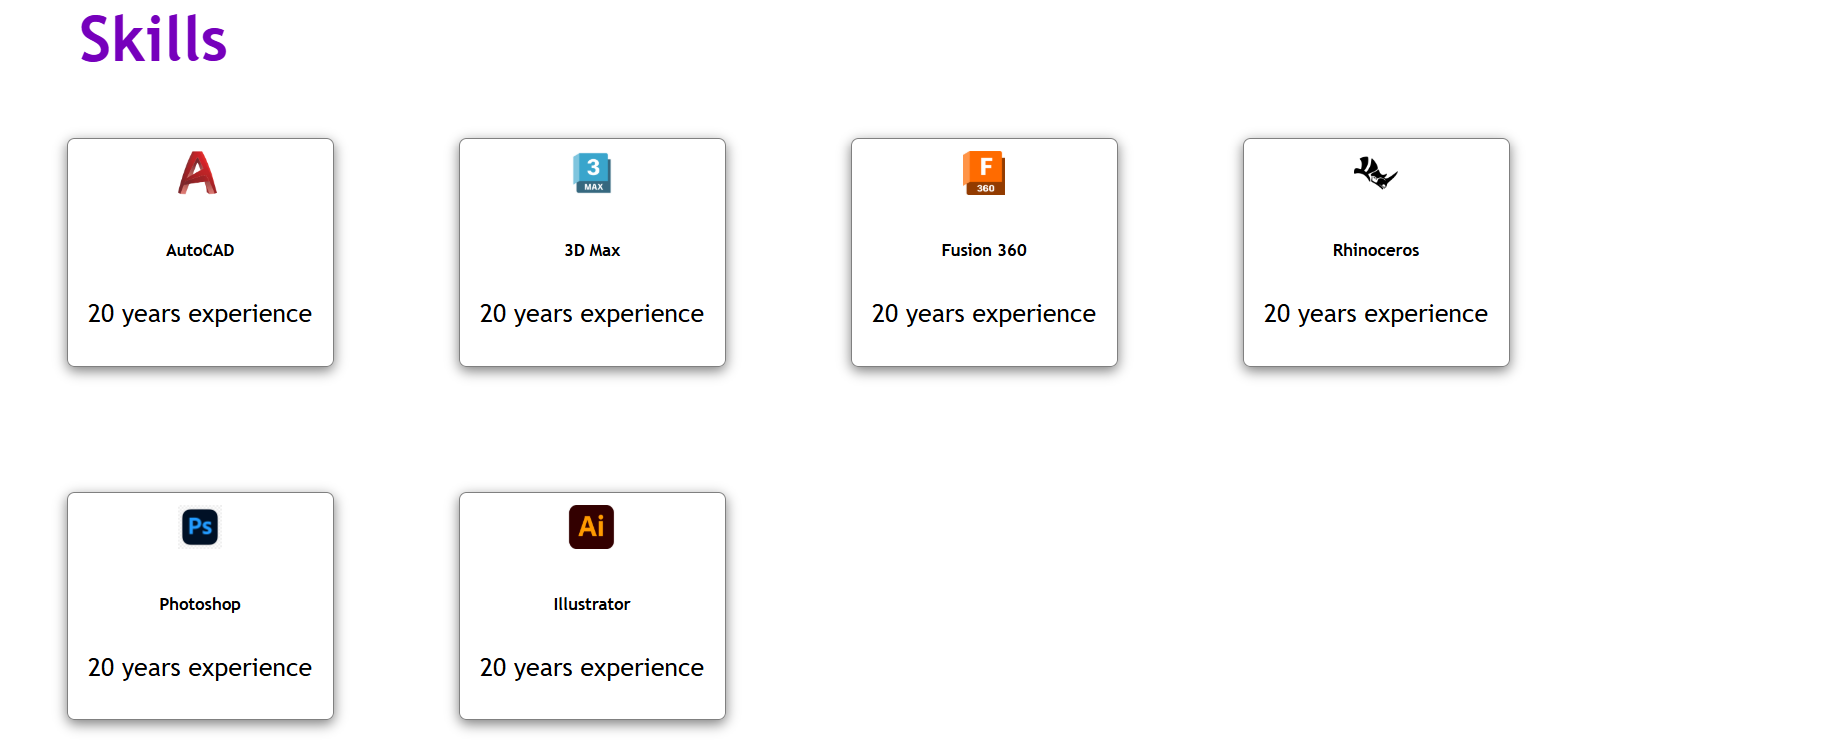 Skills
A
3
MAX
F
360
AutoCAD
3D Max
Fusion 360
Rhinoceros
20 years experience
20 years experience
20 years experience
20 years experience
Ps
Ai
Photoshop
Illustrator
20 years experience
20 years experience